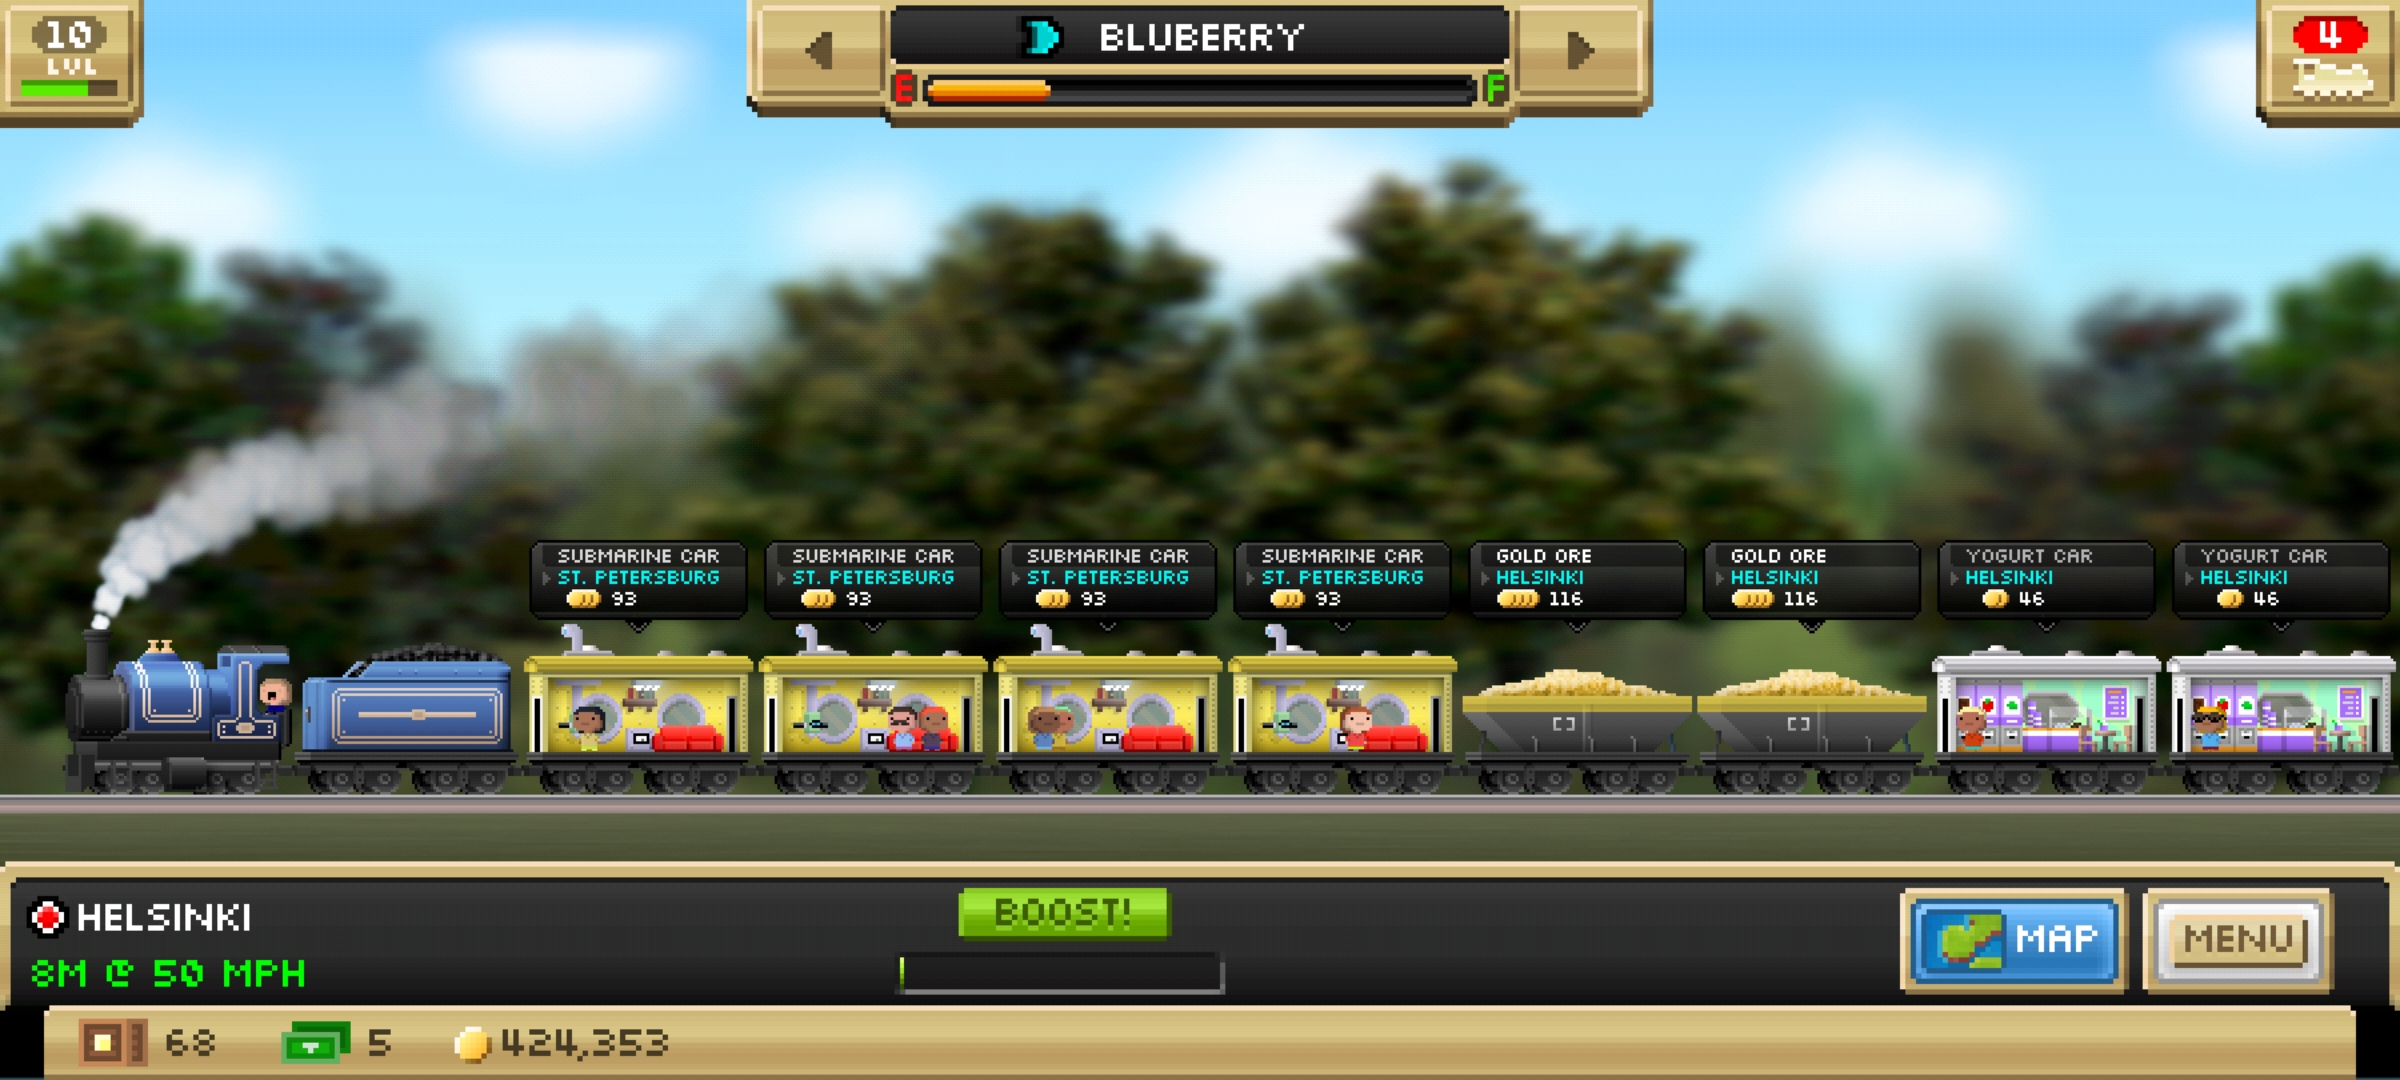 10
LVL
BLUBERRY
E
F
4
SUBMARINE CAR
ST. PETERSBURG
93
SUBMARINE CAR
ST. PETERSBURG
93
SUBMARINE CAR
ST. PETERSBURG
93
SUBMARINE CAR
ST. PETERSBURG
93
GOLD ORE
HELSINKI
116
GOLD ORE
HELSINKI
116
YOGURT CAR
HELSINKI
46
YOGURT CAR
HELSINKI
46
HELSINKI
8M @ 50 MPH
BOOST!
MAP
MENU
68
5
424,353